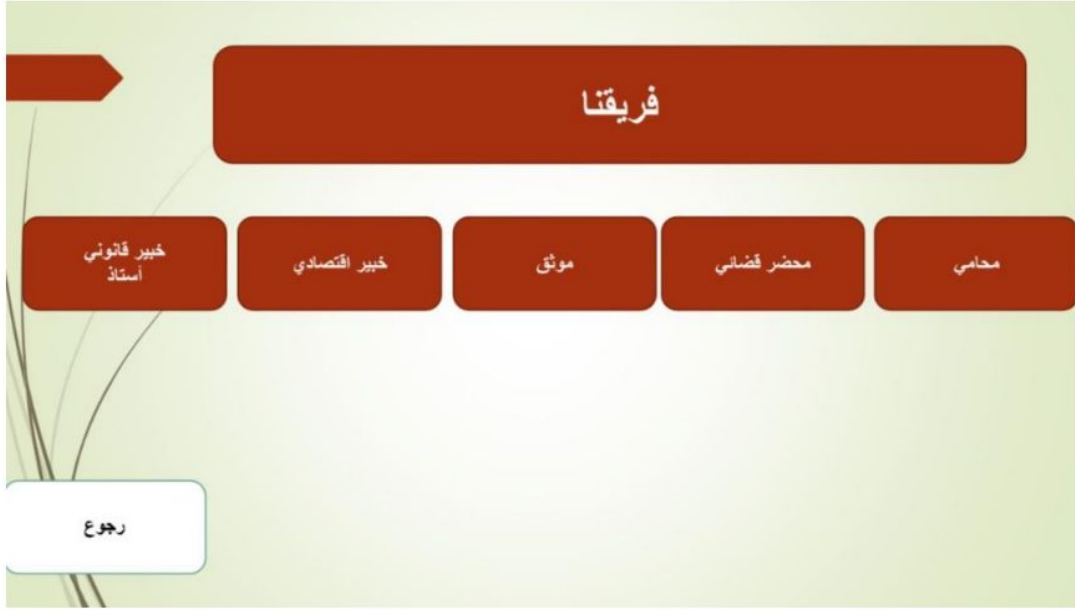 فريقنا
محامي
محضر قضائي
موثق
خبير اقتصادي
خبير قانوني
أستاذ
رجوع